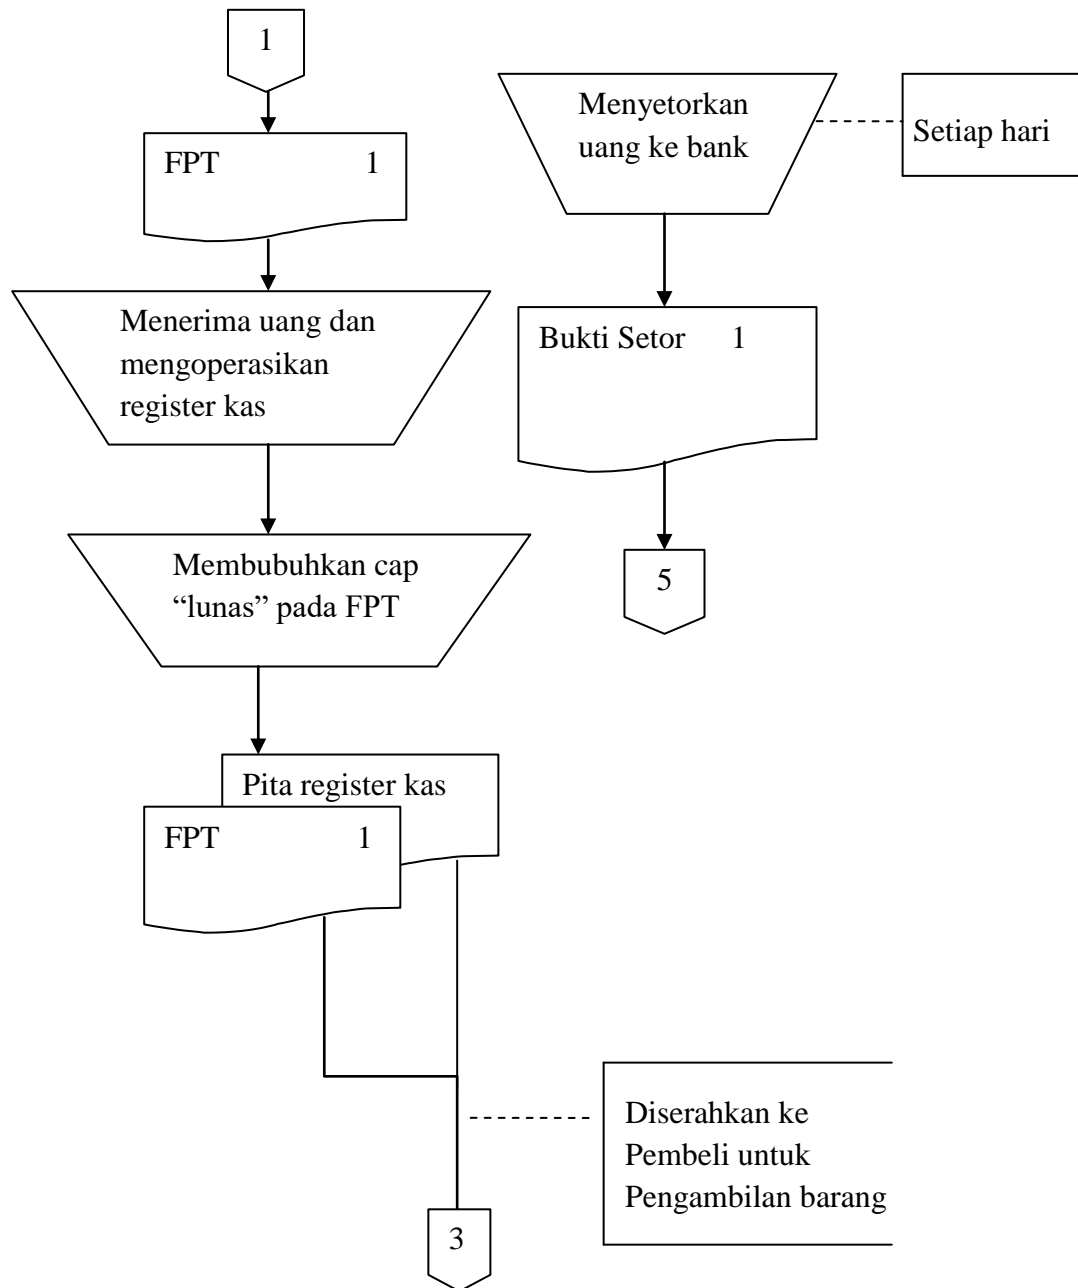 1
FPT 1
Menerima uang dan
mengoperasikan
register kas
Membubuhkan cap
“lunas” pada FPT
Pita register kas
FPT 1
Diserahkan ke
Pembeli untuk
Pengambilan barang
3
Menyetorkan
uang ke bank
Setiap hari
Bukti Setor 1
5